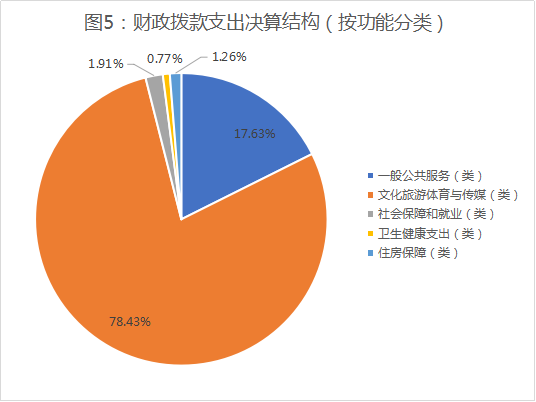 图5：财政拨款支出决算结构（按功能分类）
1.91%
0.77%
1.26%
17.63%
78.43%
一般公共服务（类）
文化旅游体育与传媒（类）
社会保障和就业（类）
卫生健康支出（类）
住房保障（类）